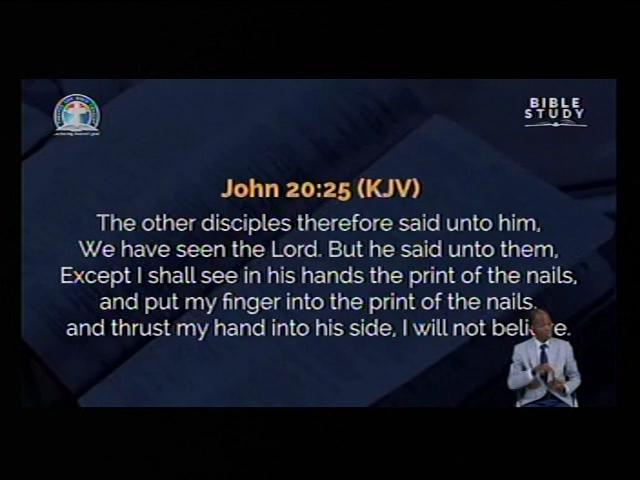 BIBLE
STUDY
John 20:25 (KJV)
The other disciples therefore said unto him,
We have seen the Lord. But he said unto them,
Except I shall see in his hands the print of the nails,
and put my finger into the print of the nails,
and thrust my hand into his side, I will not believe.